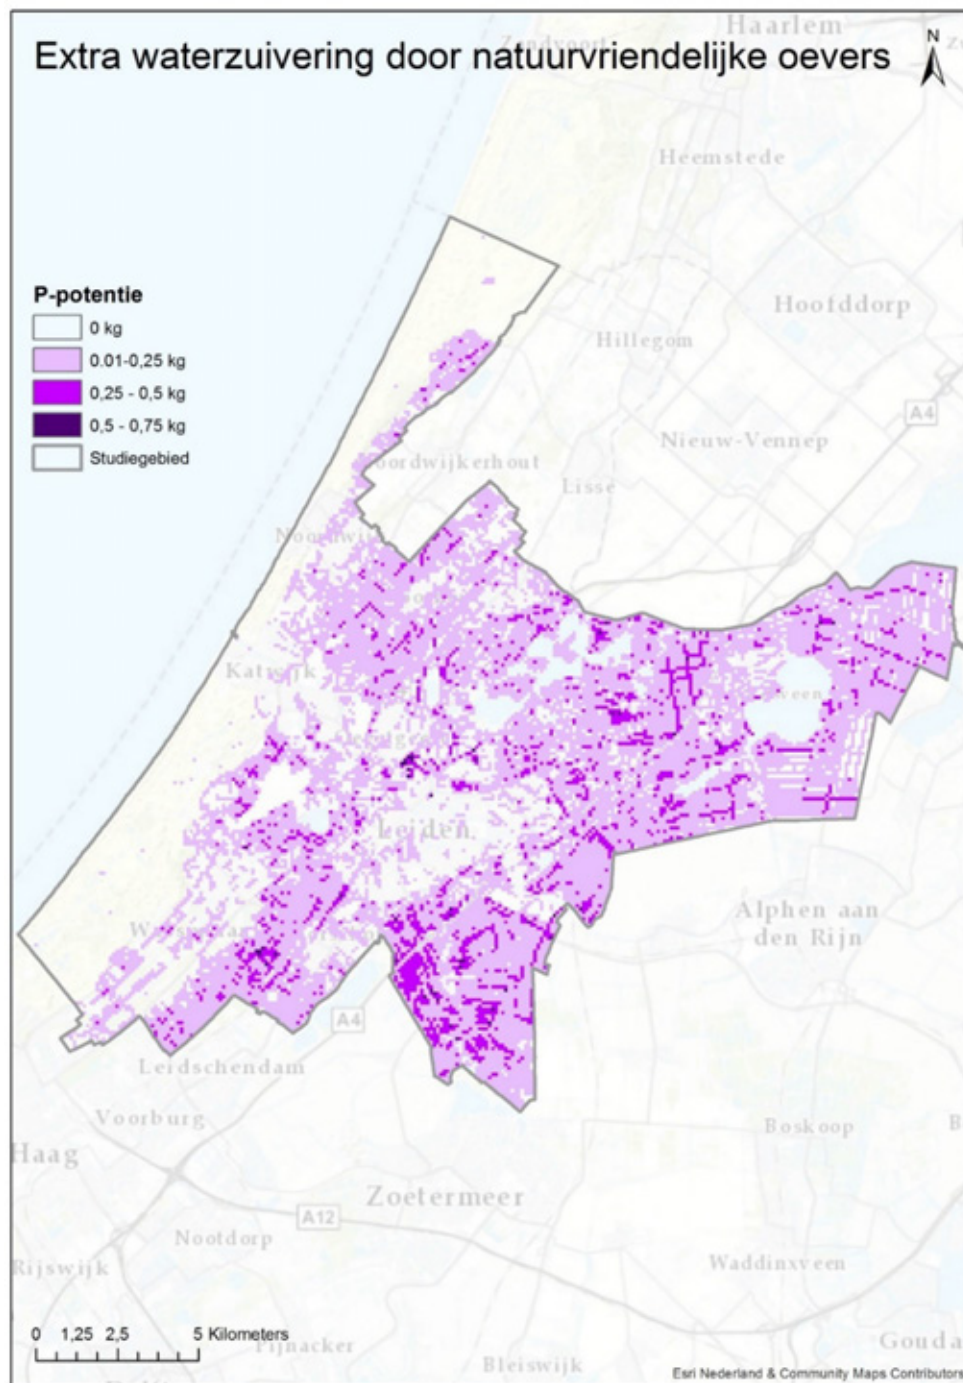 Haarlem
Zandvoort
Extra waterzuivering door natuurvriendelijke oevers
N
Heemstede
P-potentie
0 kg
0.01-0,25 kg
0,25 - 0,5 kg
0,5 - 0,75 kg
Studiegebied
Hoofddorp
Hillegom
A4
Nieuw-Vennep
Lisse
Katwijk
Leiden
Alphen aan
den Rijn
A4
Leidschendam
Voorburg
Boskoop
Haag
Zoetermeer
A12
Nootdorp
Rijswijk
Waddinxveen
0 1,25 2,5 5 Kilometers
Pijnacker
Gouda
Bleiswijk
Esri Nederland & Community Maps Contributors